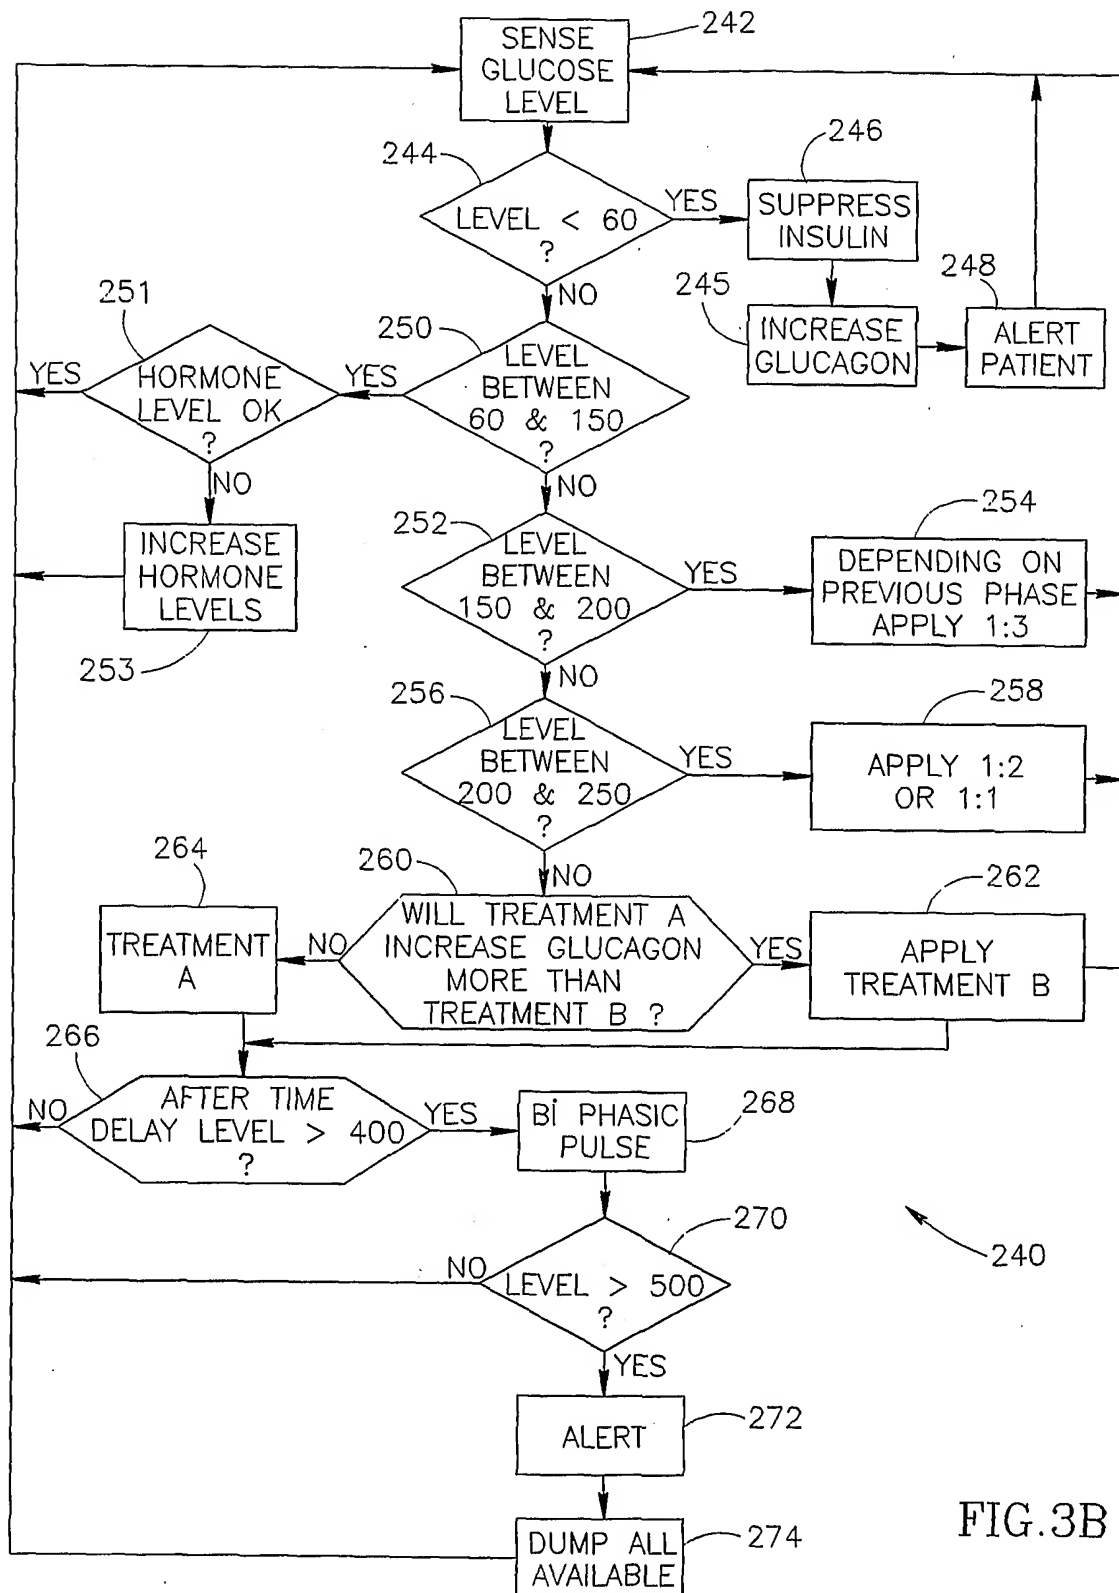 242
SENSE
GLUCOSE
LEVEL
244
246
LEVEL < 60
?
YES
SUPPRESS
INSULIN
NO
245
248
INCREASE
GLUCAGON
ALERT
PATIENT
251
250
YES
HORMONE
LEVEL OK
?
YES
LEVEL
BETWEEN
60 & 150
?
NO
NO
252
254
INCREASE
HORMONE
LEVELS
253
LEVEL
BETWEEN
150 & 200
?
YES
DEPENDING ON
PREVIOUS PHASE
APPLY 1:3
NO
256
258
LEVEL
BETWEEN
200 & 250
?
YES
APPLY 1:2
OR 1:1
NO
264
260
262
TREATMENT
A
NO
WILL TREATMENT A
INCREASE GLUCAGON
MORE THAN
TREATMENT B ?
YES
APPLY
TREATMENT B
266
NO
AFTER TIME
DELAY LEVEL > 400
?
YES
Bi PHASIC
PULSE
268
270
NO
LEVEL > 500
?
240
YES
ALERT
272
DUMP ALL
AVAILABLE
274
FIG.3B